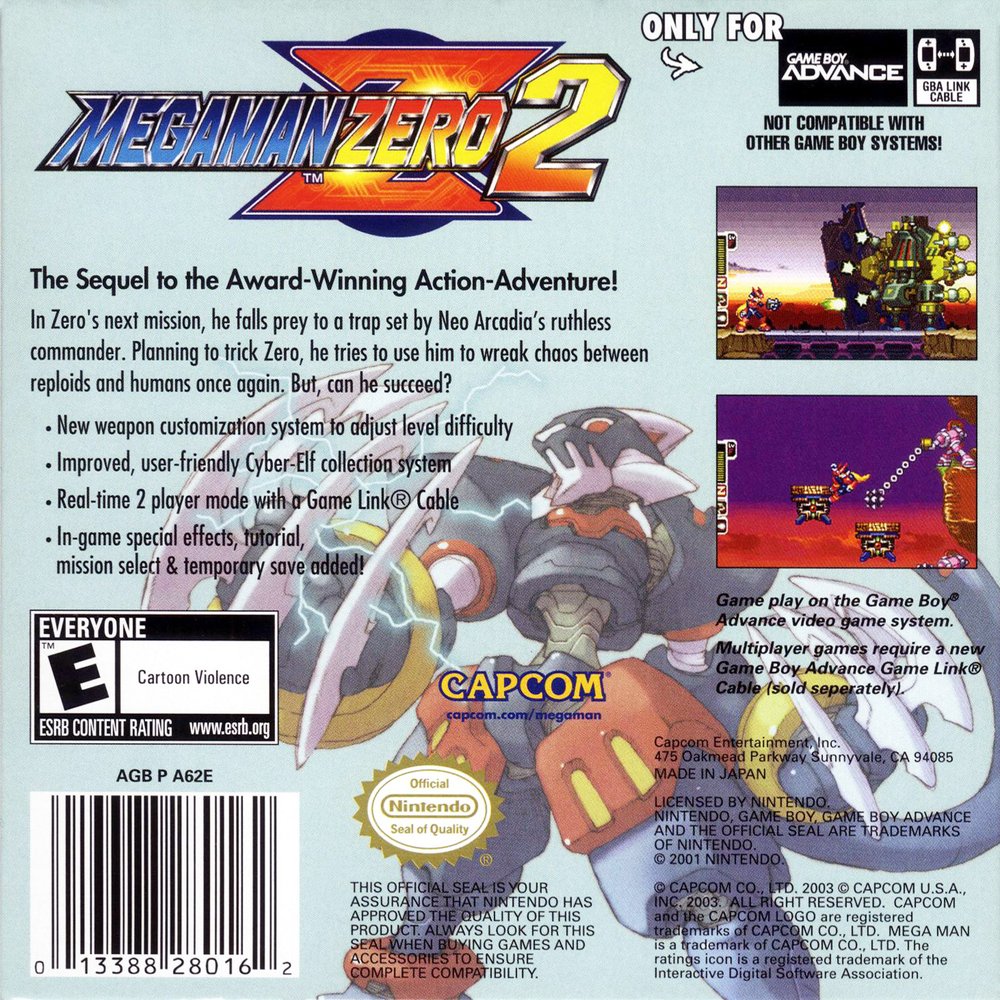 ONLY FOR
GAME BOY
ADVANCE
GBA LINK
CABLE
NOT COMPATIBLE WITH
OTHER GAME BOY SYSTEMS!
MEGAMAN ZERO 2
TM
The Sequel to the Award-Winning Action-Adventure!
In Zero's next mission, he falls prey to a trap set by Neo Arcadia's ruthless
commander. Planning to trick Zero, he tries to use him to wreak chaos between
reploids and humans once again. But, can he succeed?
• New weapon customization system to adjust level difficulty
• Improved, user-friendly Cyber-Elf collection system
• Real-time 2 player mode with a Game Link® Cable
• In-game special effects, tutorial,
mission select & temporary save added!
Game play on the Game Boy®
Advance video game system.
Multiplayer games require a new
Game Boy Advance Game Link®
Cable (sold seperately).
EVERYONE
TM
E
Cartoon Violence
ESRB CONTENT RATING www.esrb.org
CAPCOM®
capcom.com/megaman
AGB P A62E
0 13388 28016 2
Official
Nintendo
Seal of Quality
®
THIS OFFICIAL SEAL IS YOUR
ASSURANCE THAT NINTENDO HAS
APPROVED THE QUALITY OF THIS
PRODUCT. ALWAYS LOOK FOR THIS
SEAL WHEN BUYING GAMES AND
ACCESSORIES TO ENSURE
COMPLETE COMPATIBILITY.
Capcom Entertainment, Inc.
475 Oakmead Parkway Sunnyvale, CA 94085
MADE IN JAPAN
LICENSED BY NINTENDO.
NINTENDO, GAME BOY, GAME BOY ADVANCE
AND THE OFFICIAL SEAL ARE TRADEMARKS
OF NINTENDO.
© 2001 NINTENDO.
© CAPCOM CO., LTD. 2003 © CAPCOM U.S.A.,
INC. 2003. ALL RIGHT RESERVED. CAPCOM
and the CAPCOM LOGO are registered
trademarks of CAPCOM CO., LTD. MEGA MAN
is a trademark of CAPCOM CO., LTD. The
ratings icon is a registered trademark of the
Interactive Digital Software Association.